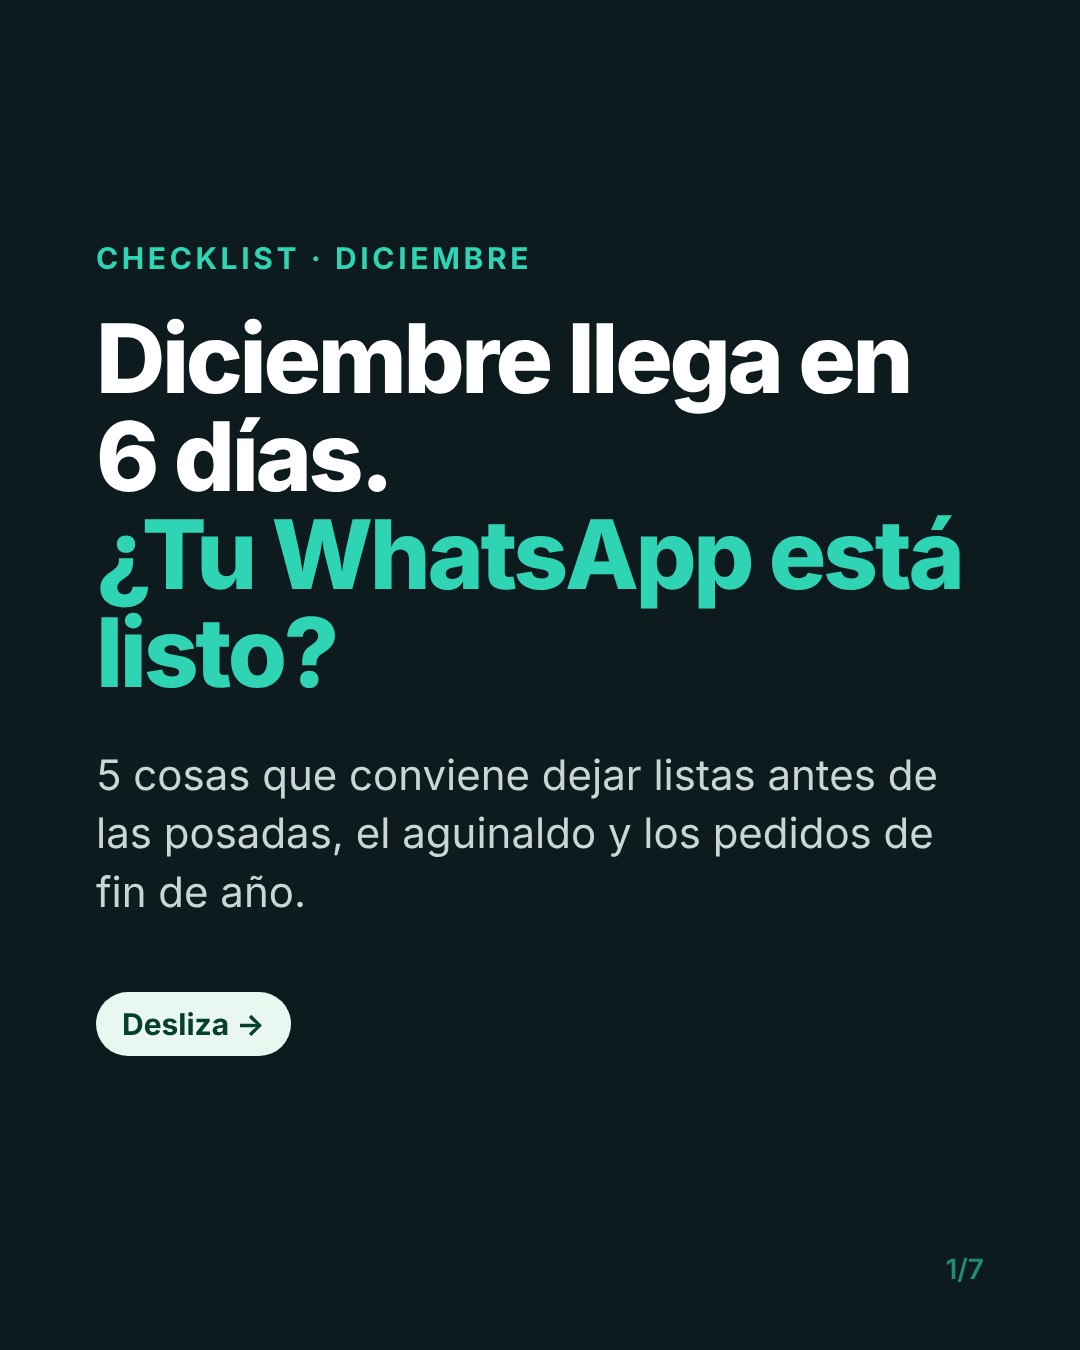 CHECKLIST · DICIEMBRE
Diciembre llega en
6 días.
¿Tu WhatsApp está
listo?
5 cosas que conviene dejar listas antes de
las posadas, el aguinaldo y los pedidos de
fin de año.
Desliza →
1/7